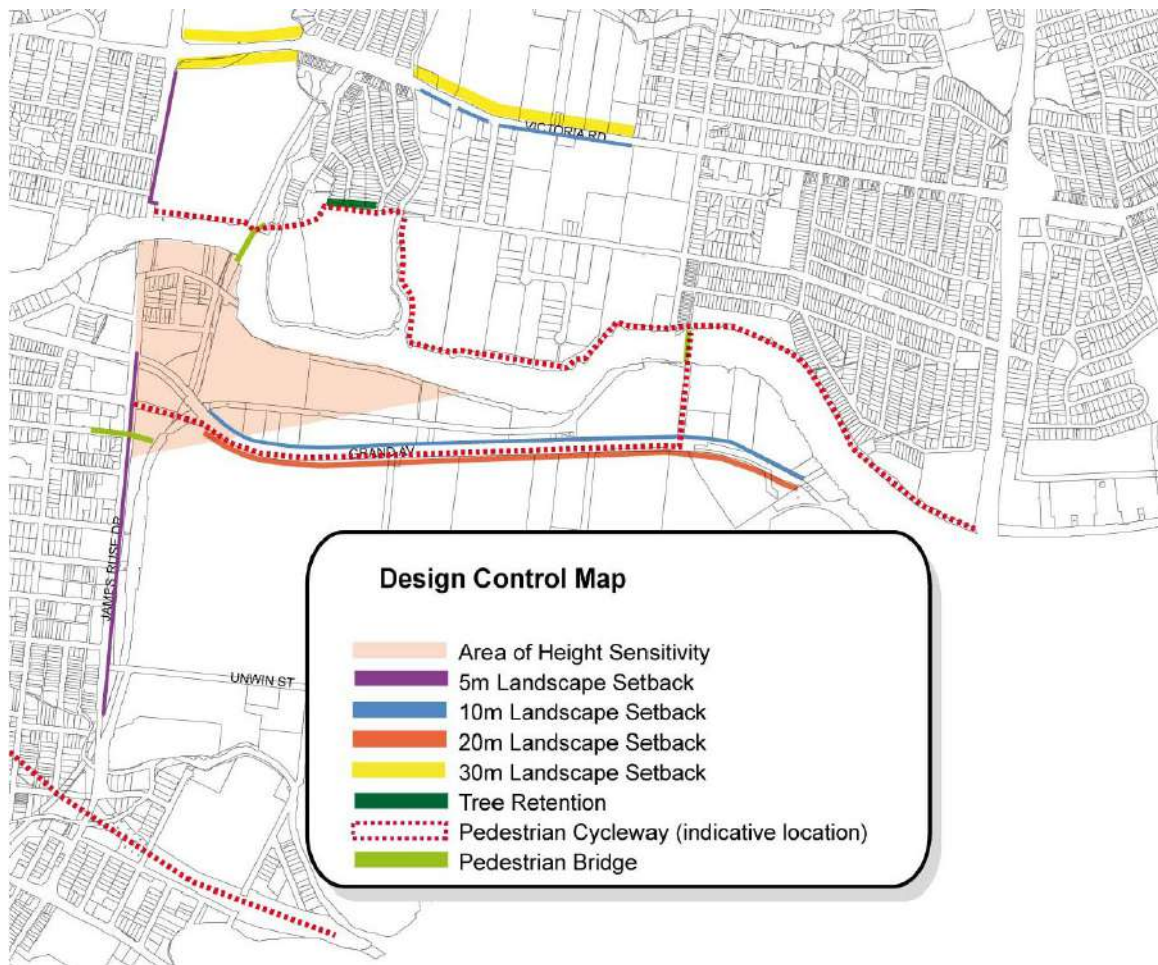 VICTORIA RD
GRAND AV
JAMES RUSE DR
UNWIN ST
Design Control Map
Area of Height Sensitivity
5m Landscape Setback
10m Landscape Setback
20m Landscape Setback
30m Landscape Setback
Tree Retention
Pedestrian Cycleway (indicative location)
Pedestrian Bridge